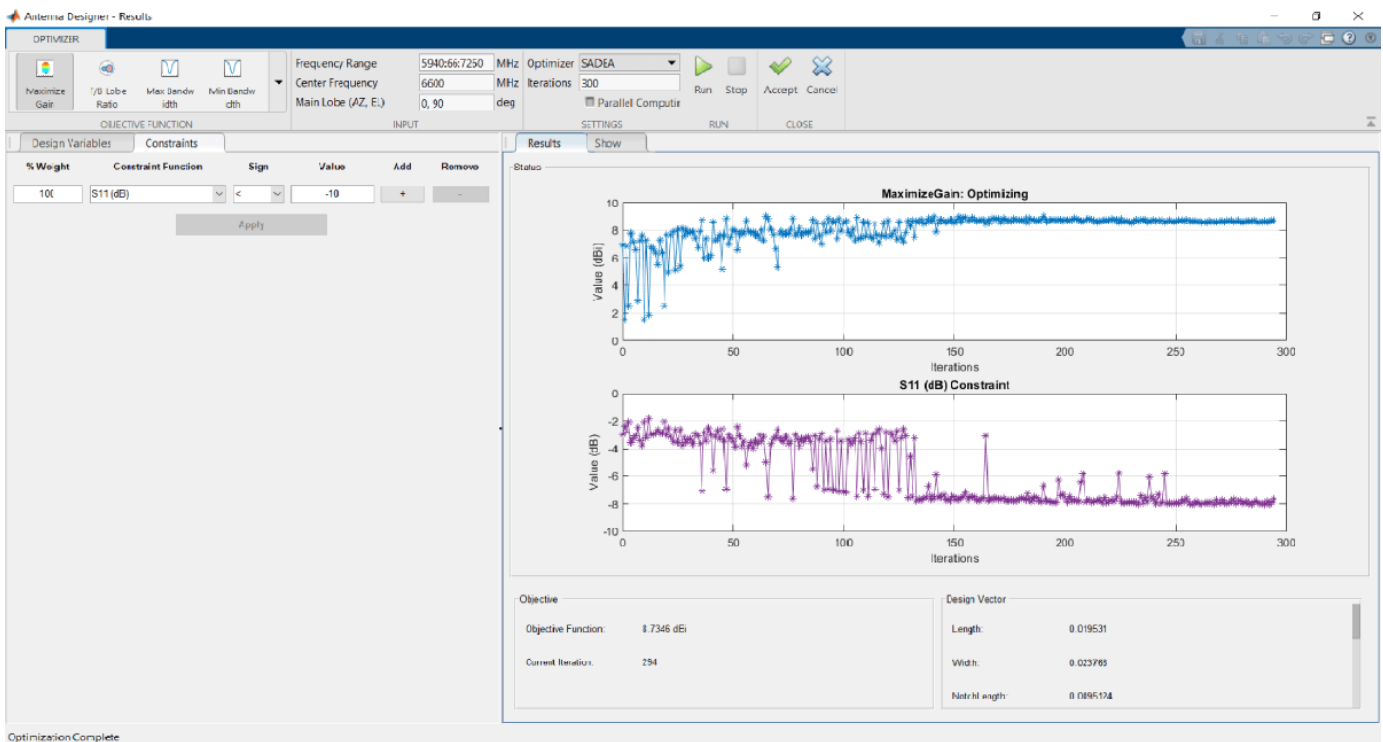 Antenna Designer - Results
OPTIMIZER
Maximize Gain
F/B Lobe Ratio
Max Bandwidth
Min Bandwidth
OBJECTIVE FUNCTION
Frequency Range 5940:66:7250 MHz
Center Frequency 6600 MHz
Main Lobe (AZ, EL) 0, 90 deg
INPUT
Optimizer SADEA
Iterations 300
Parallel Computin
SETTINGS
Run Stop
RUN
Accept Cancel
CLOSE
Design Variables Constraints
% Weight Constraint Function Sign Value Add Remove
100 S11 (dB) < -10 + -
Apply
Results Show
Status
MaximizeGain: Optimizing
10
8
6
4
2
0
Value (dBi)
0 50 100 150 200 250 300
Iterations
S11 (dB) Constraint
0
-2
-4
-6
-8
-10
Value (dB)
0 50 100 150 200 250 300
Iterations
Objective
Objective Function: 8.7346 dBi
Current Iteration: 294
Design Vector
Length: 0.019531
Width: 0.023765
NotchLength: 0.0095124
Optimization Complete